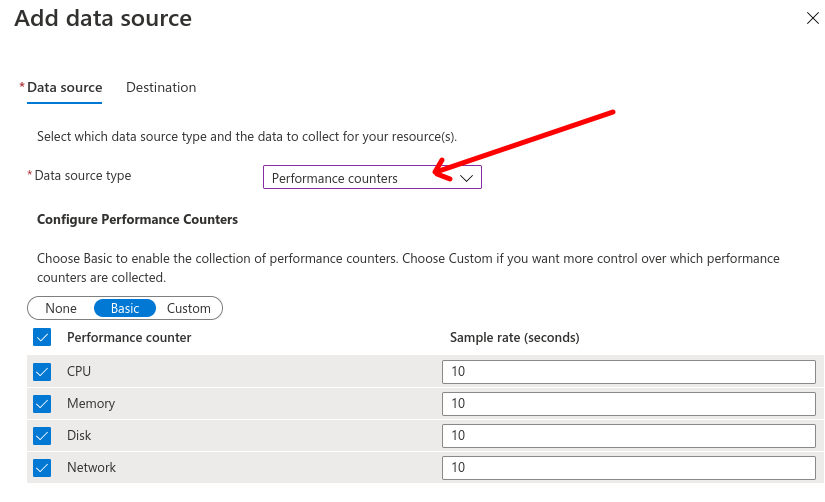 Add data source
* Data source Destination
Select which data source type and the data to collect for your resource(s).
* Data source type Performance counters
Configure Performance Counters
Choose Basic to enable the collection of performance counters. Choose Custom if you want more control over which performance
counters are collected.
None Basic Custom
Performance counter Sample rate (seconds)
CPU 10
Memory 10
Disk 10
Network 10